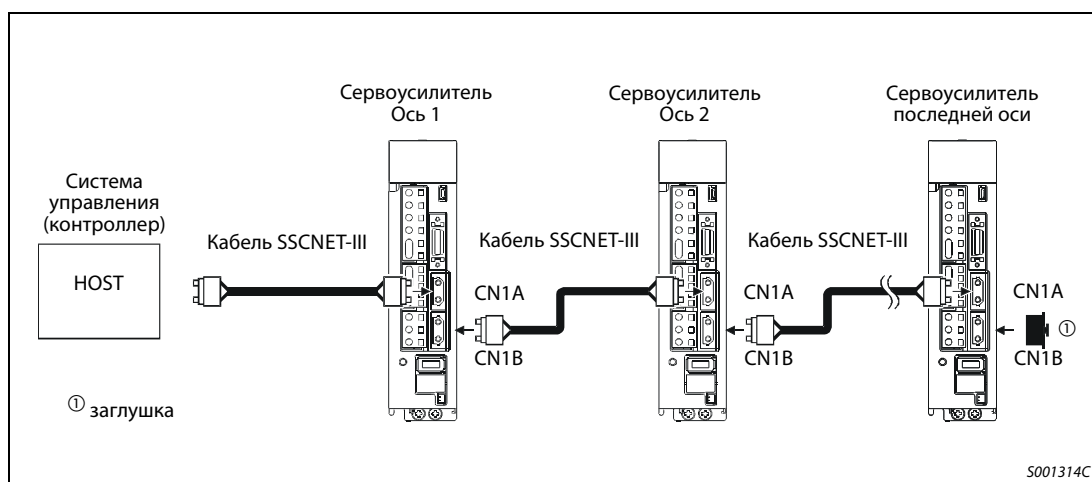 Сервоусилитель
Ось 1
Сервоусилитель
Ось 2
Сервоусилитель
последней оси
Система
управления
(контроллер)
HOST
Кабель SSCNET-III
Кабель SSCNET-III
Кабель SSCNET-III
CN1A
CN1B
CN1A
CN1B
CN1A
①
CN1B
① заглушка
S001314C